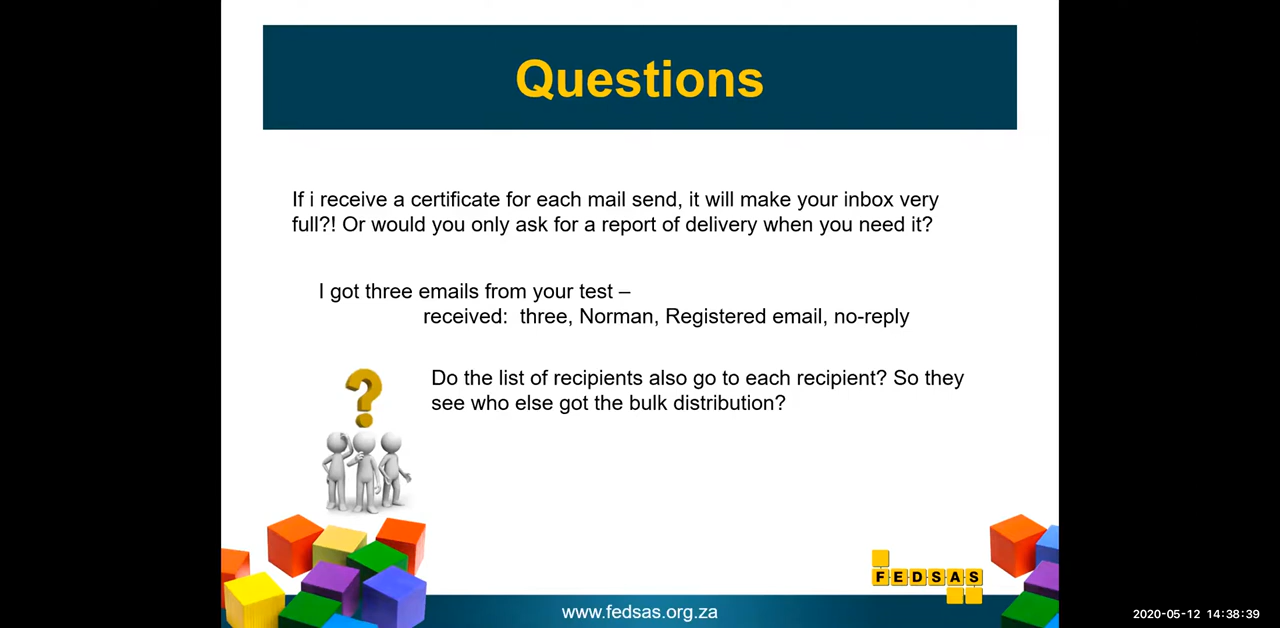 Questions
If i receive a certificate for each mail send, it will make your inbox very
full?! Or would you only ask for a report of delivery when you need it?
I got three emails from your test –
received:  three, Norman, Registered email, no-reply
?
Do the list of recipients also go to each recipient? So they
see who else got the bulk distribution?
FEDSAS
www.fedsas.org.za
2020-05-12 14:38:39